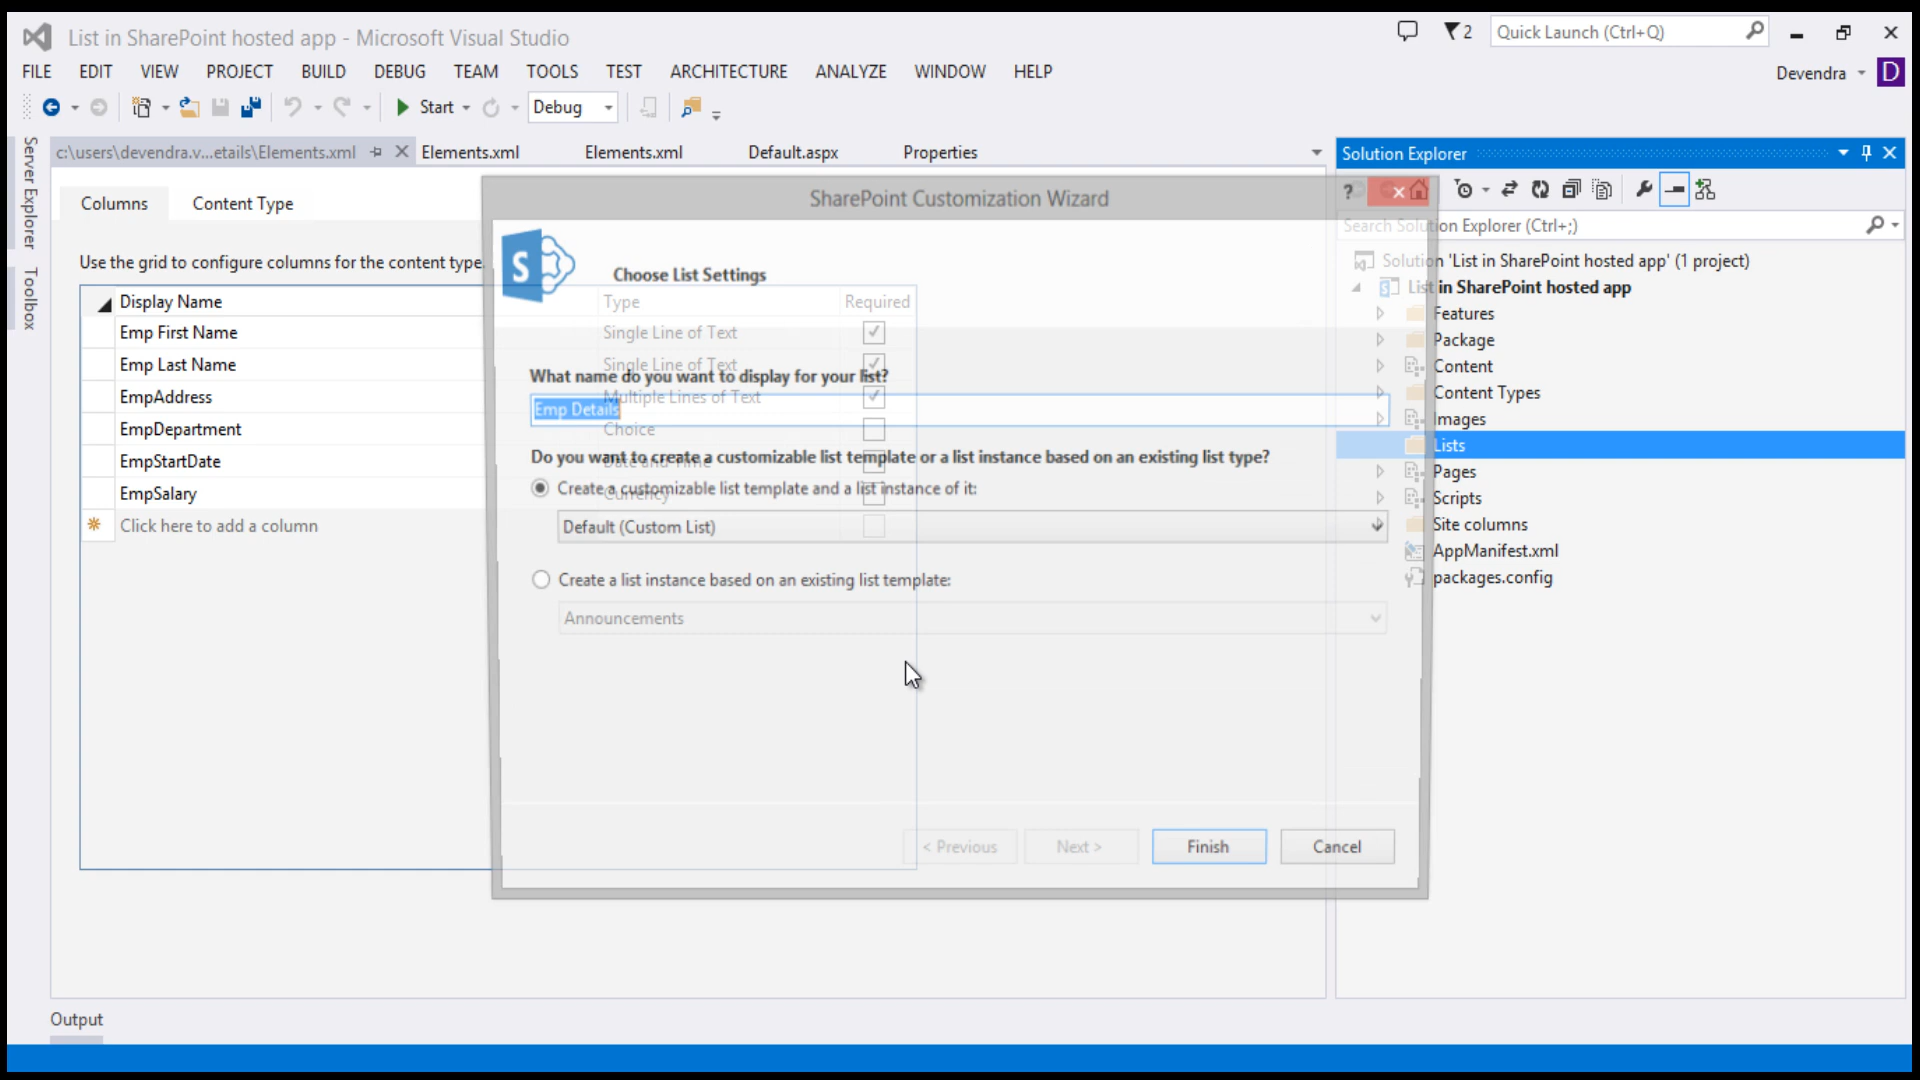 List in SharePoint hosted app - Microsoft Visual Studio
2
Quick Launch (Ctrl+Q)
FILE EDIT VIEW PROJECT BUILD DEBUG TEAM TOOLS TEST ARCHITECTURE ANALYZE WINDOW HELP
Devendra D
Start Debug
Server Explorer
Toolbox
c:\users\devendra.v...etails\Elements.xml Elements.xml Elements.xml Default.aspx Properties
Columns Content Type
Use the grid to configure columns for the content type
Display Name Type Required
Emp First Name Single Line of Text
Emp Last Name Single Line of Text
EmpAddress Multiple Lines of Text
EmpDepartment Choice
EmpStartDate Date and Time
EmpSalary Currency
Click here to add a column
SharePoint Customization Wizard
?
S
Choose List Settings
What name do you want to display for your list?
Emp Details
Do you want to create a customizable list template or a list instance based on an existing list type?
Create a customizable list template and a list instance of it:
Default (Custom List)
Create a list instance based on an existing list template:
Announcements
< Previous Next > Finish Cancel
Solution Explorer
Search Solution Explorer (Ctrl+;)
Solution 'List in SharePoint hosted app' (1 project)
List in SharePoint hosted app
Features
Package
Content
Content Types
Images
Lists
Pages
Scripts
Site columns
AppManifest.xml
packages.config
Output